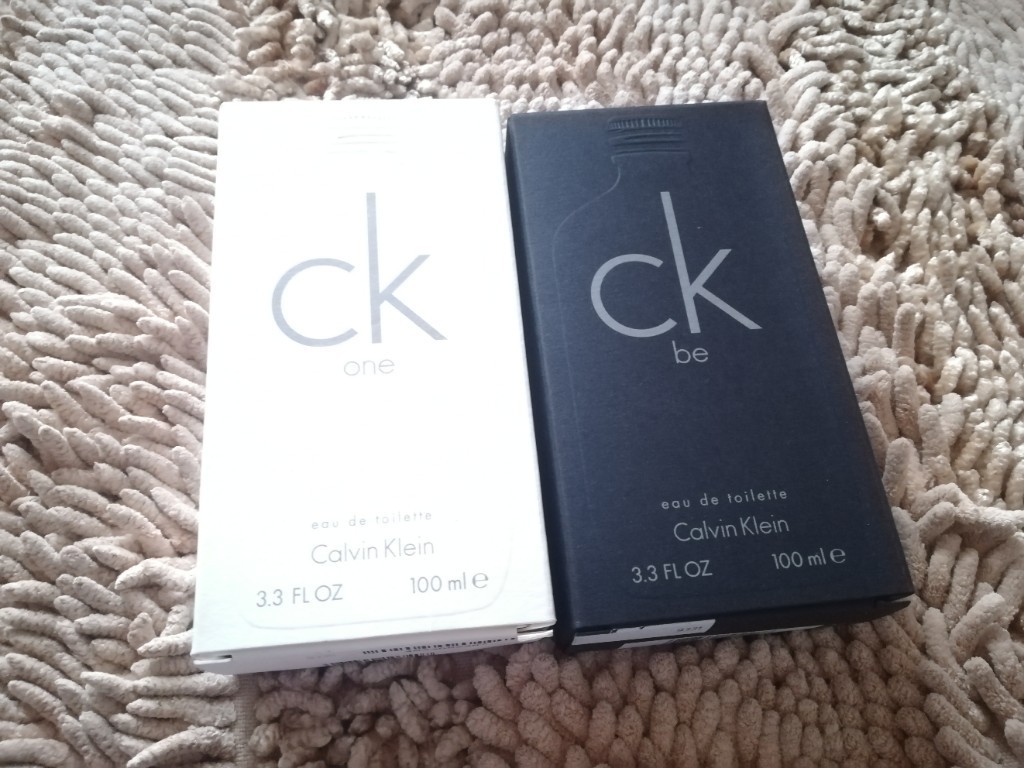 ck
one
eau de toilette
Calvin Klein
3.3 FL OZ 100 ml ℮
ck
be
eau de toilette
Calvin Klein
3.3 FL OZ 100 ml ℮